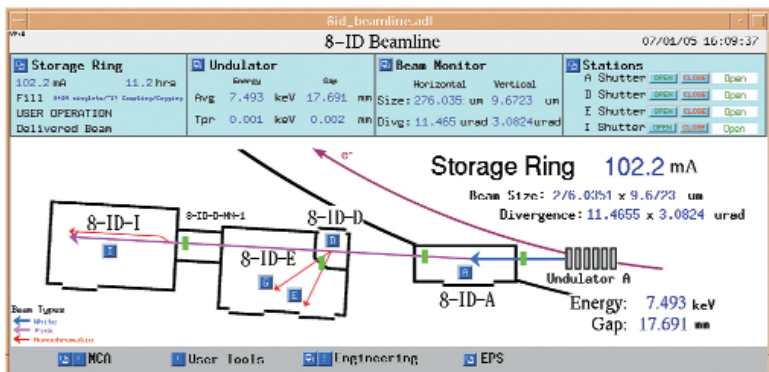 8id_beamline.adl
8-ID Beamline
07/01/05 16:09:37
Storage Ring
102.2 mA 11.2 hrs
Fill
USER OPERATION
Delivered Beam
Undulator
Energy Gap
Avg 7.493 keV 17.691 mm
Tpr 0.001 keV 0.002 mm
Beam Monitor
Horizontal Vertical
Size: 276.035 um 9.6723 um
Divg: 11.465 urad 3.0824 urad
Stations
A Shutter OPEN CLOSE Open
D Shutter OPEN CLOSE Open
E Shutter OPEN CLOSE Open
I Shutter OPEN CLOSE Open
e-
Storage Ring 102.2 mA
Beam Size: 276.0351 x 9.6723 um
Divergence: 11.4655 x 3.0824 urad
8-ID-I
8-ID-D-MN-1
8-ID-D
D
8-ID-E
I
G
E
A
8-ID-A
Undulator A
Energy: 7.493 keV
Gap: 17.691 mm
Beam Types
White
Pink
Monochromatic
MCA
User Tools
Engineering
EPS